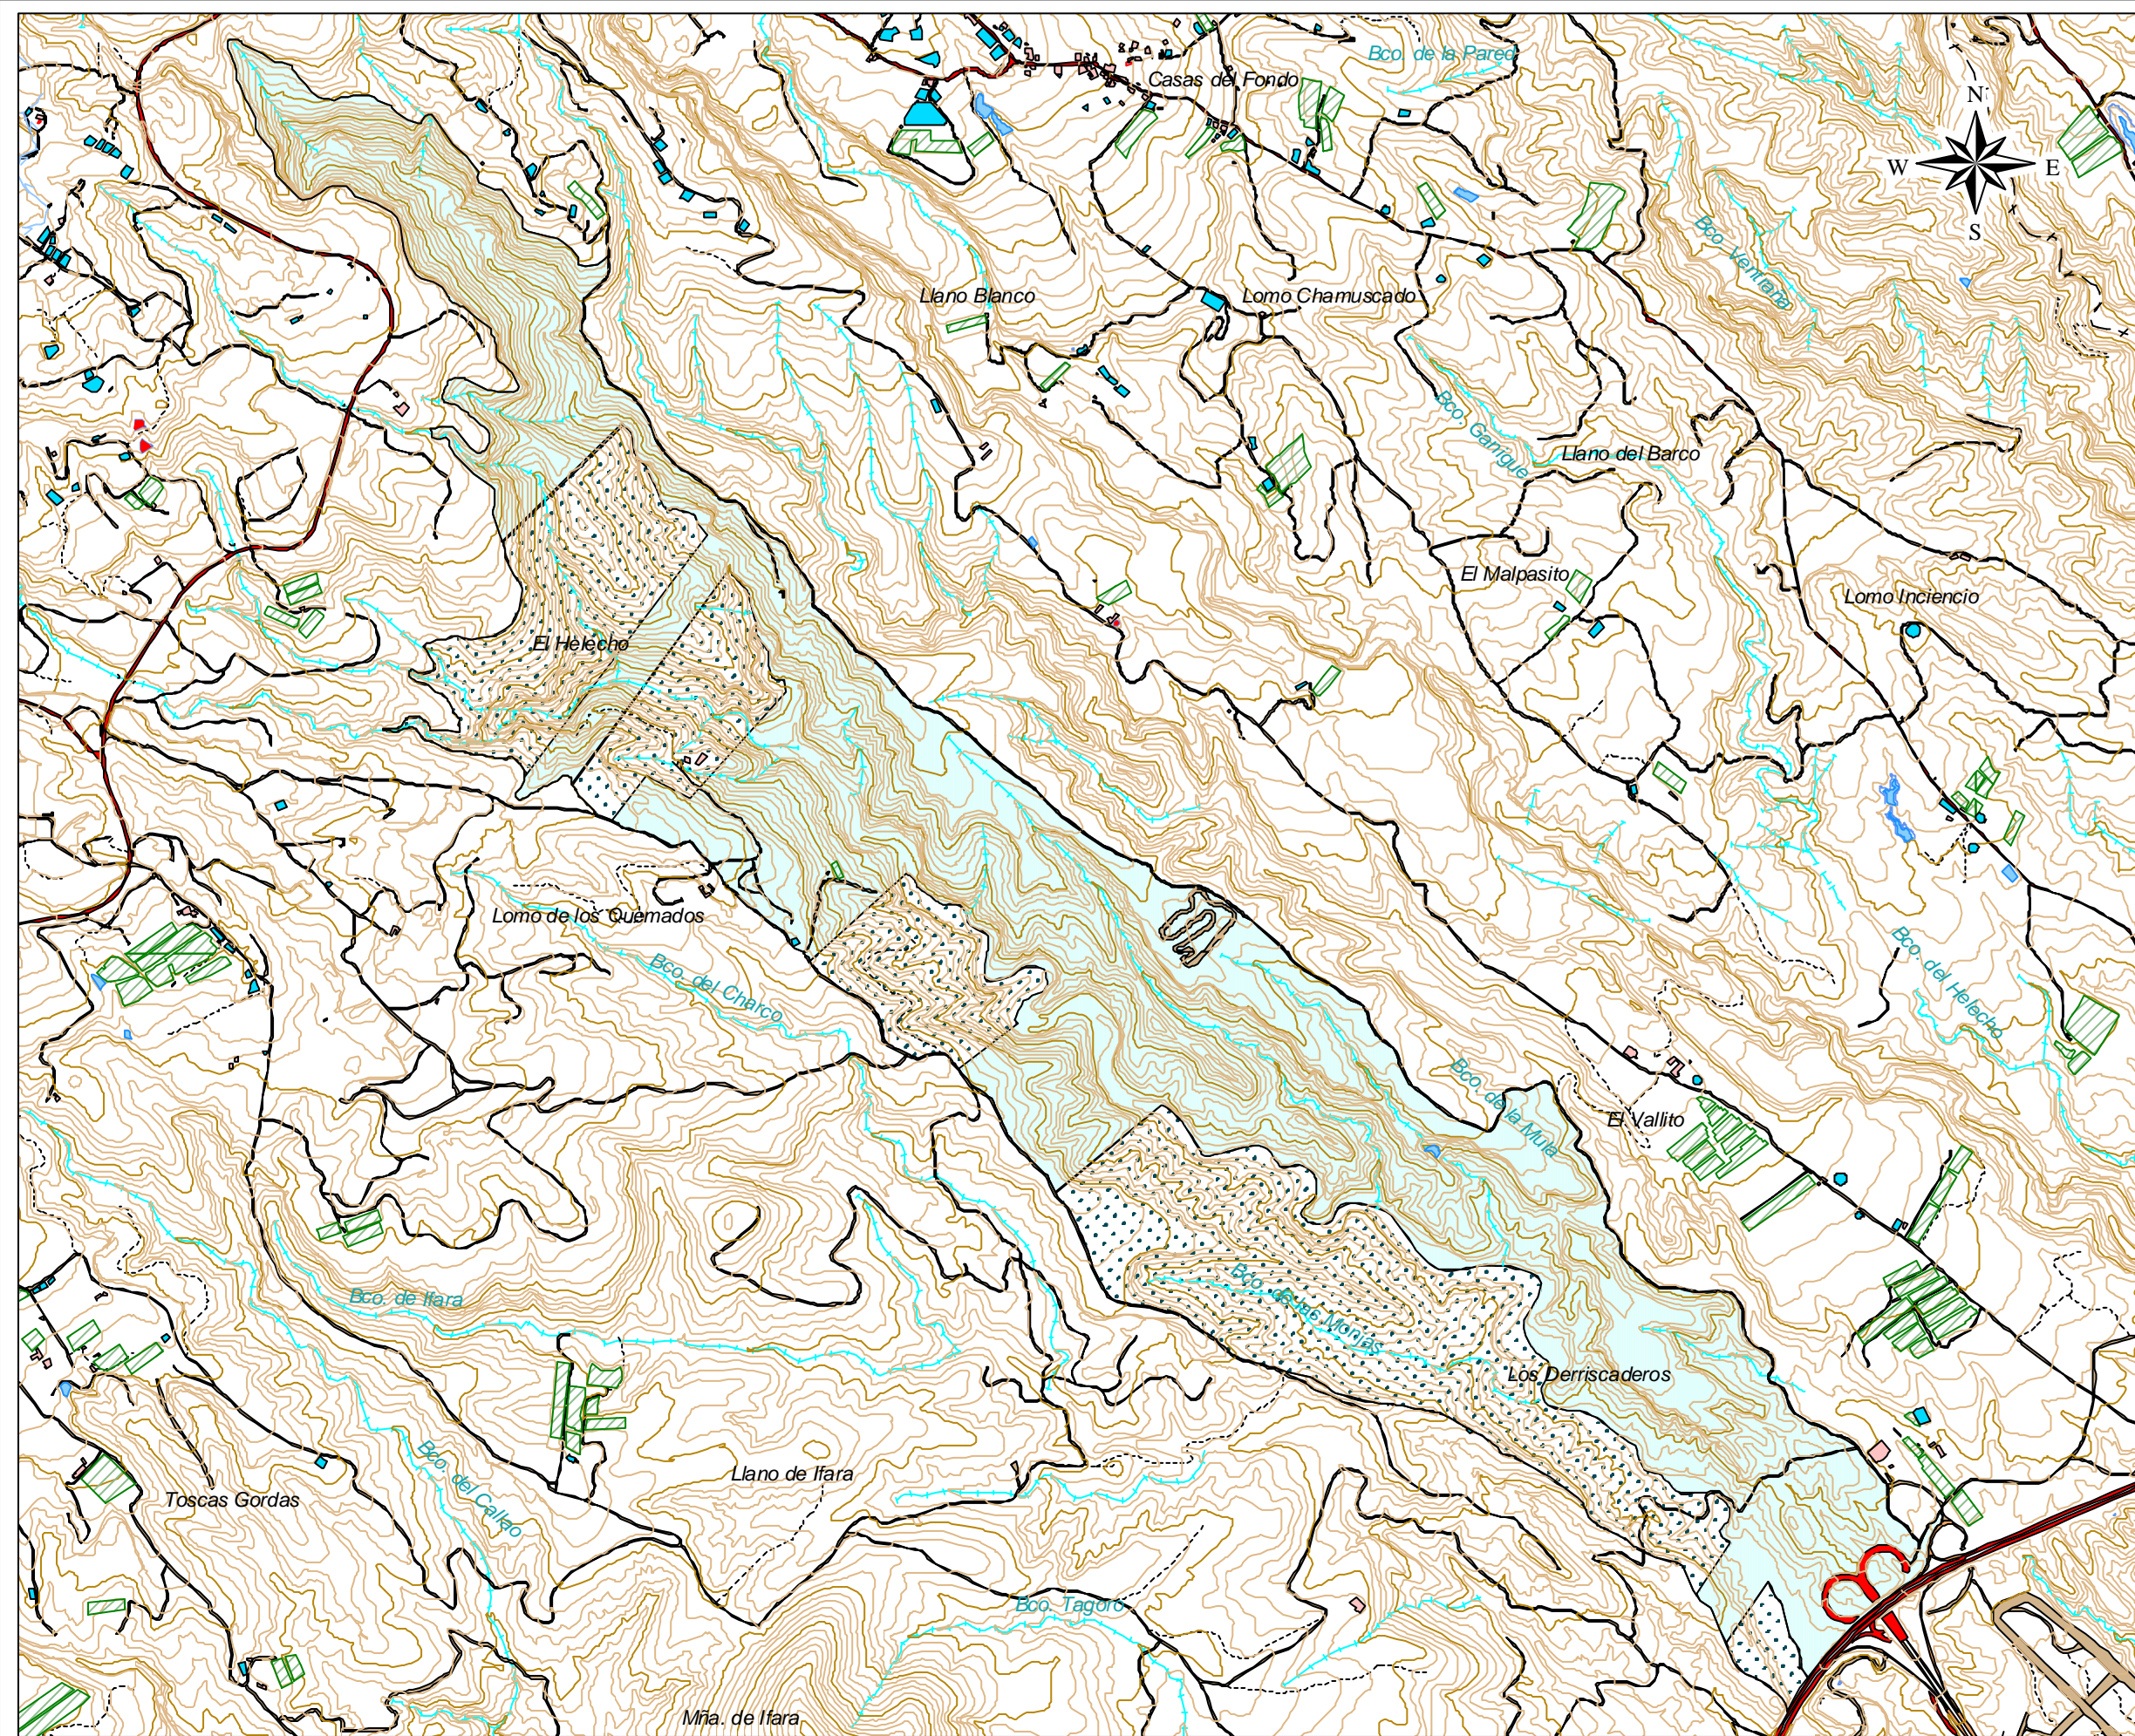 Bco. de la Pared
Casas del Fondo
N
W
E
S
Bco. Ventana
Llano Blanco
Lomo Chamuscado
Bco. Garrigue
Llano del Barco
El Malpasito
Lomo Inciencio
El Helecho
Lomo de los Quemados
Bco. del Charco
Bco. del Helecho
Bco. de la Mula
El Vallito
Bco. de Ifara
Bco. de las Monjas
Los Derriscaderos
Llano de Ifara
Bco. del Callao
Toscas Gordas
Bco. Tagoro
Mña. de Ifara